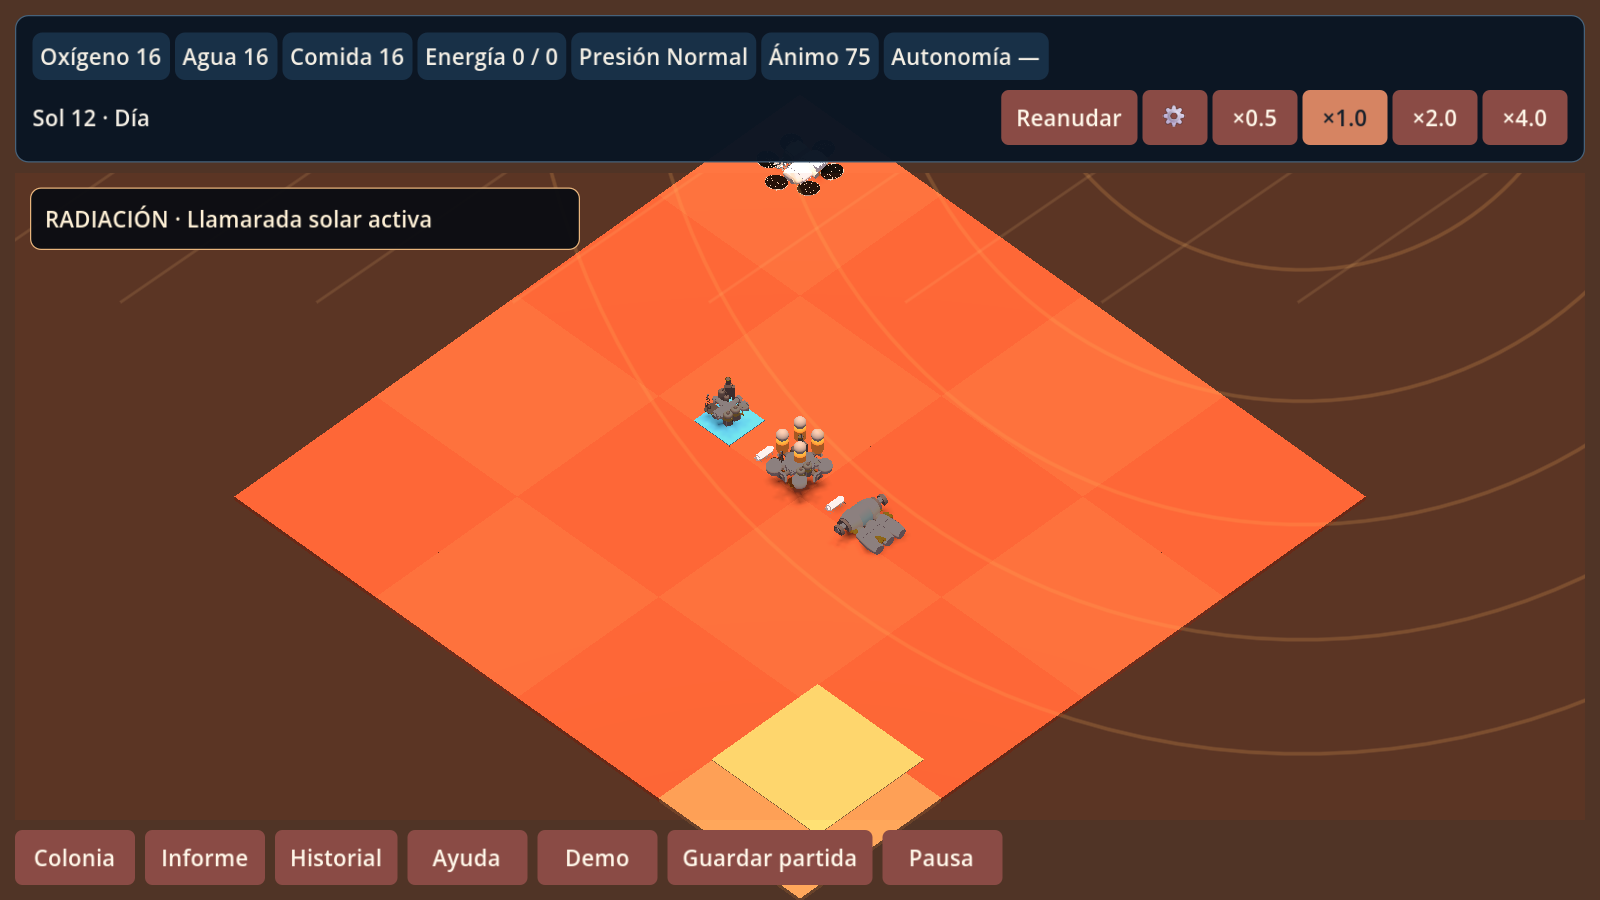 Oxígeno 16 Agua 16 Comida 16 Energía 0 / 0 Presión Normal Ánimo 75 Autonomía —
Sol 12 · Día Reanudar ×0.5 ×1.0 ×2.0 ×4.0
RADIACIÓN · Llamarada solar activa
Colonia Informe Historial Ayuda Demo Guardar partida Pausa